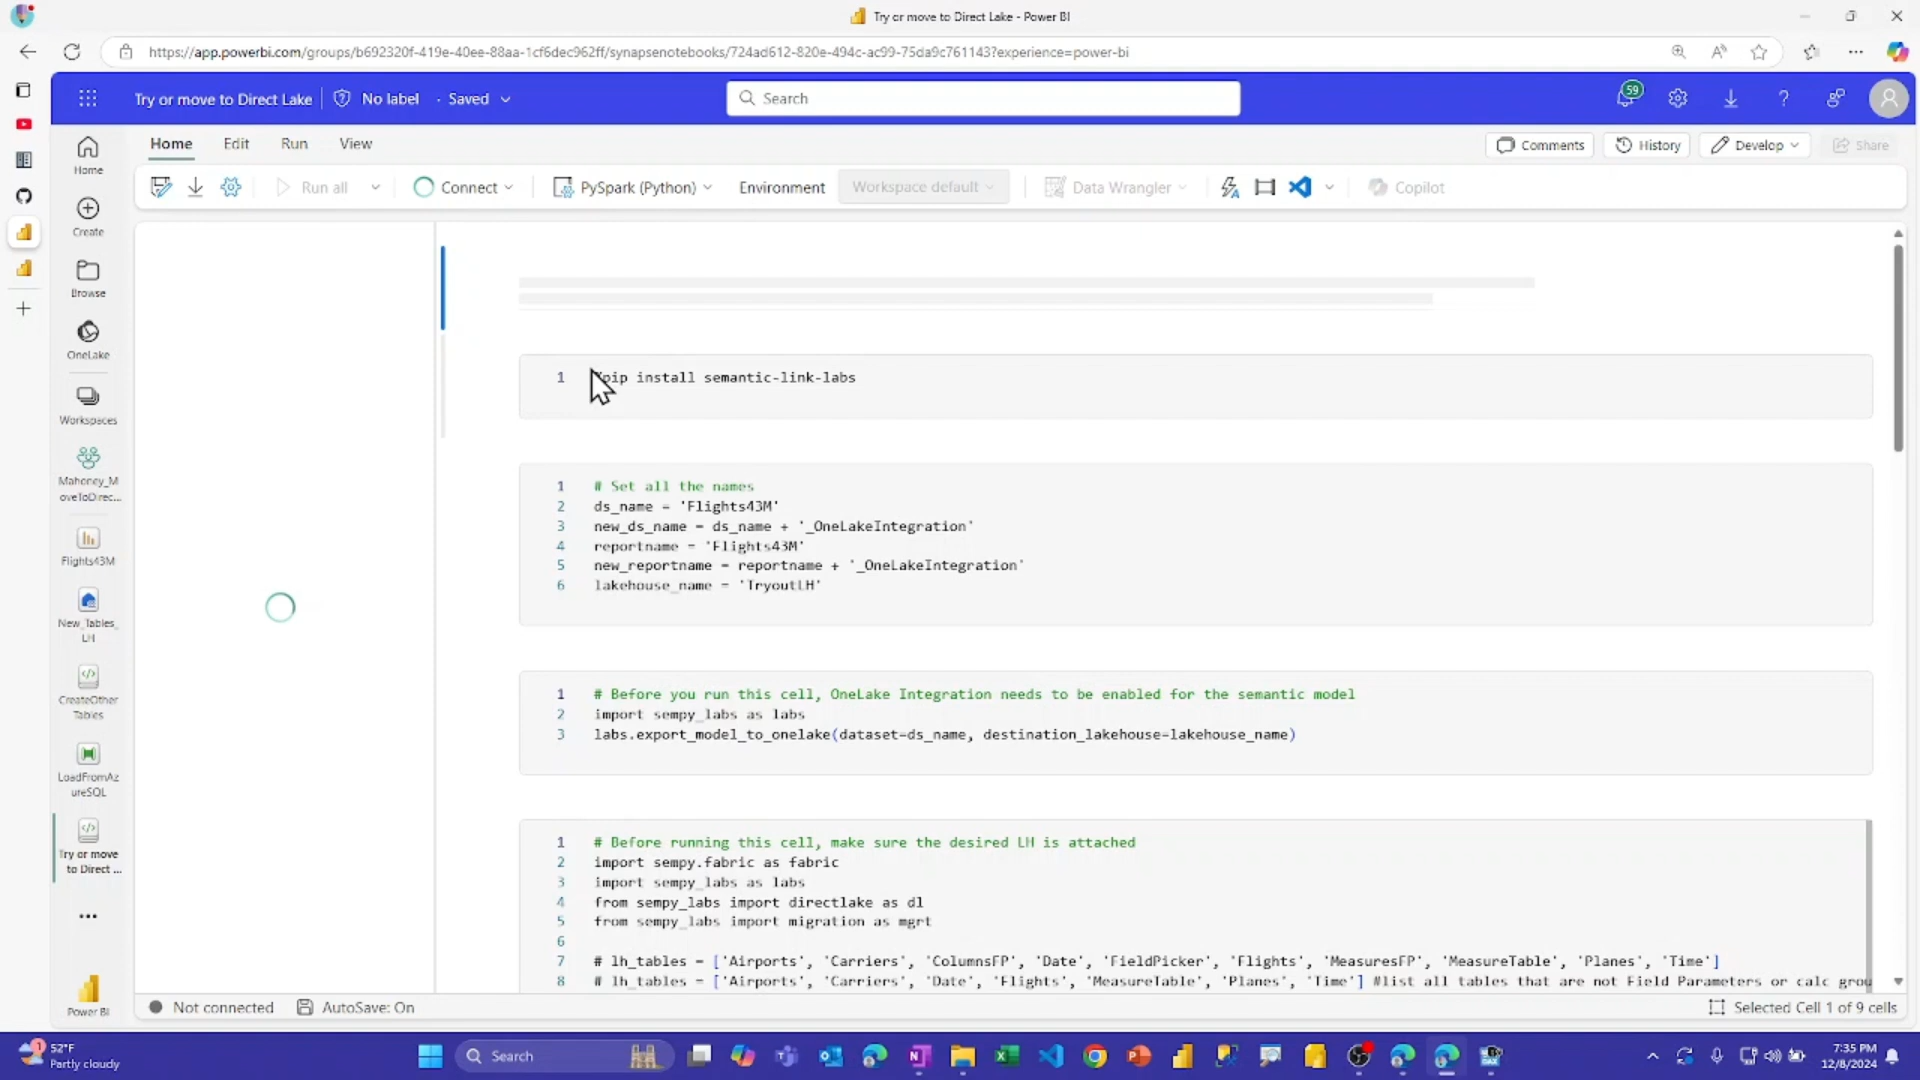 Try or move to Direct Lake - Power BI
https://app.powerbi.com/groups/b692320f-419e-40ee-88aa-1cf6dec962ff/synapsenotebooks/724ad612-820e-494c-ac99-75da9c761143?experience=power-bi
Try or move to Direct Lake
No label
· Saved
Search
59
Home
Edit
Run
View
Comments
History
Develop
Share
Run all
Connect
PySpark (Python)
Environment
Workspace default
Data Wrangler
Copilot
Home
Create
Browse
OneLake
Workspaces
Mahoney_M
oveToDirec...
Flights43M
New_Tables_
LH
CreateOther
Tables
LoadFromAz
ureSQL
Try or move
to Direct ...
Power BI
1 pip install semantic-link-labs
1 # Set all the names
2 ds_name = 'Flights43M'
3 new_ds_name = ds_name + '_OneLakeIntegration'
4 reportname = 'Flights43M'
5 new_reportname = reportname + '_OneLakeIntegration'
6 lakehouse_name = 'TryoutLH'
1 # Before you run this cell, OneLake Integration needs to be enabled for the semantic model
2 import sempy_labs as labs
3 labs.export_model_to_onelake(dataset=ds_name, destination_lakehouse=lakehouse_name)
1 # Before running this cell, make sure the desired LH is attached
2 import sempy.fabric as fabric
3 import sempy_labs as labs
4 from sempy_labs import directlake as dl
5 from sempy_labs import migration as mgrt
6
7 # lh_tables = ['Airports', 'Carriers', 'ColumnsFP', 'Date', 'FieldPicker', 'Flights', 'MeasuresFP', 'MeasureTable', 'Planes', 'Time']
8 # lh_tables = ['Airports', 'Carriers', 'Date', 'Flights', 'MeasureTable', 'Planes', 'Time'] #list all tables that are not Field Parameters or calc grou
Not connected
AutoSave: On
Selected Cell 1 of 9 cells
1
52°F
Partly cloudy
Search
7:35 PM
12/8/2024